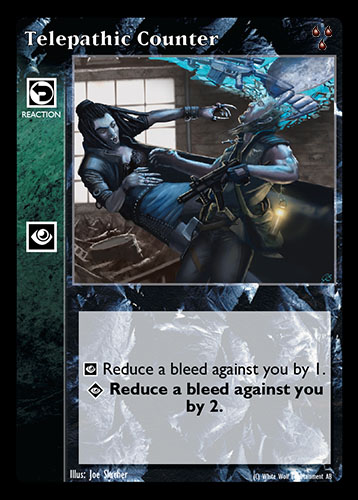 Telepathic Counter
REACTION
Reduce a bleed against you by 1.
Reduce a bleed against you
by 2.
Illus: Joe Slucher
(C) White Wolf Entertainment AB